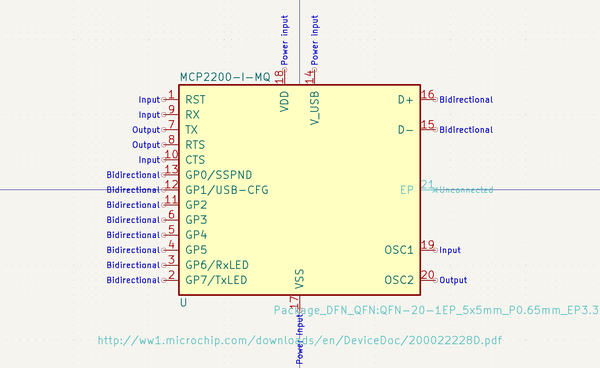 Power input
Power input
MCP2200-I-MQ
18
14
VDD
V_USB
Input 1 RST
Input 9 RX
Output 7 TX
Output 8 RTS
Input 10 CTS
Bidirectional 13 GP0/SSPND
Bidirectional 12 GP1/USB-CFG
Bidirectional 11 GP2
Bidirectional 6 GP3
Bidirectional 5 GP4
Bidirectional 4 GP5
Bidirectional 3 GP6/RxLED
Bidirectional 2 GP7/TxLED
D+ 16 Bidirectional
D- 15 Bidirectional
EP 21 Unconnected
OSC1 19 Input
OSC2 20 Output
VSS
17
Power input
U
Package_DFN_QFN:QFN-20-1EP_5x5mm_P0.65mm_EP3.3
http://ww1.microchip.com/downloads/en/DeviceDoc/200022228D.pdf